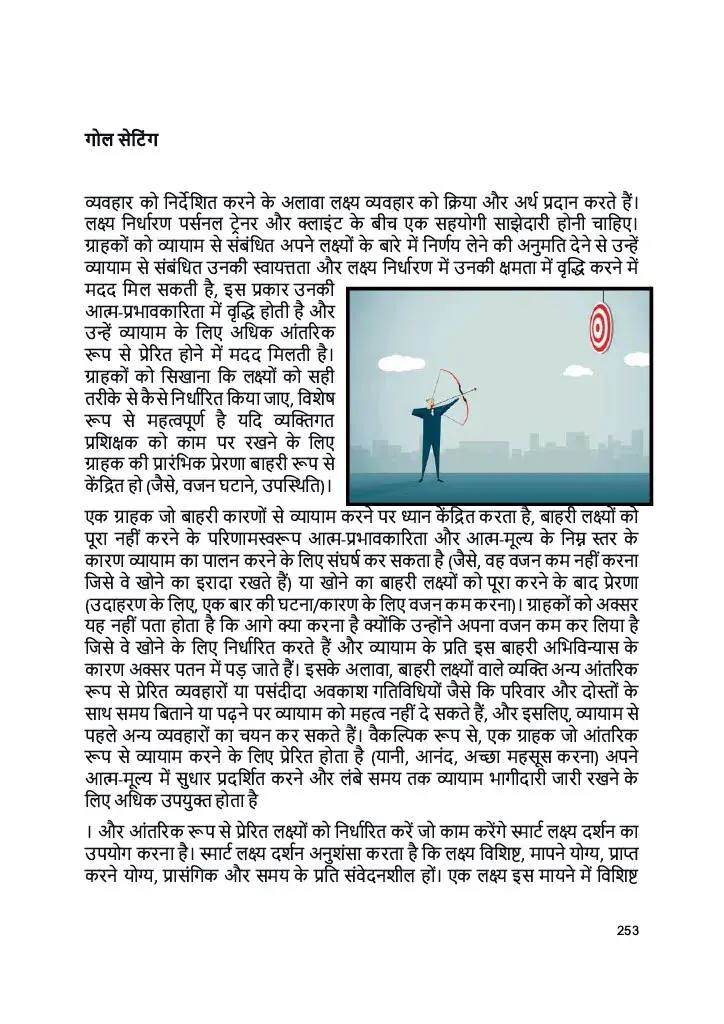 गोल सेटिंग
व्यवहार को निर्देशित करने के अलावा लक्ष्य व्यवहार को क्रिया और अर्थ प्रदान करते हैं।
लक्ष्य निर्धारण पर्सनल ट्रेनर और क्लाइंट के बीच एक सहयोगी साझेदारी होनी चाहिए।
ग्राहकों को व्यायाम से संबंधित अपने लक्ष्यों के बारे में निर्णय लेने की अनुमति देने से उन्हें
व्यायाम से संबंधित उनकी स्वायत्तता और लक्ष्य निर्धारण में उनकी क्षमता में वृद्धि करने में
मदद मिल सकती है, इस प्रकार उनकी
आत्म-प्रभावकारिता में वृद्धि होती है और
उन्हें व्यायाम के लिए अधिक आंतरिक
रूप से प्रेरित होने में मदद मिलती है।
ग्राहकों को सिखाना कि लक्ष्यों को सही
तरीके से कैसे निर्धारित किया जाए, विशेष
रूप से महत्वपूर्ण है यदि व्यक्तिगत
प्रशिक्षक को काम पर रखने के लिए
ग्राहक की प्रारंभिक प्रेरणा बाहरी रूप से
केंद्रित हो (जैसे, वजन घटाने, उपस्थिति)।
एक ग्राहक जो बाहरी कारणों से व्यायाम करने पर ध्यान केंद्रित करता है, बाहरी लक्ष्यों को
पूरा नहीं करने के परिणामस्वरूप आत्म-प्रभावकारिता और आत्म-मूल्य के निम्न स्तर के
कारण व्यायाम का पालन करने के लिए संघर्ष कर सकता है (जैसे, वह वजन कम नहीं करना
जिसे वे खोने का इरादा रखते हैं) या खोने का बाहरी लक्ष्यों को पूरा करने के बाद प्रेरणा
(उदाहरण के लिए, एक बार की घटना/कारण के लिए वजन कम करना)। ग्राहकों को अक्सर
यह नहीं पता होता है कि आगे क्या करना है क्योंकि उन्होंने अपना वजन कम कर लिया है
जिसे वे खोने के लिए निर्धारित करते हैं और व्यायाम के प्रति इस बाहरी अभिविन्यास के
कारण अक्सर पतन में पड़ जाते हैं। इसके अलावा, बाहरी लक्ष्यों वाले व्यक्ति अन्य आंतरिक
रूप से प्रेरित व्यवहारों या पसंदीदा अवकाश गतिविधियों जैसे कि परिवार और दोस्तों के
साथ समय बिताने या पढ़ने पर व्यायाम को महत्व नहीं दे सकते हैं, और इसलिए, व्यायाम से
पहले अन्य व्यवहारों का चयन कर सकते हैं। वैकल्पिक रूप से, एक ग्राहक जो आंतरिक
रूप से व्यायाम करने के लिए प्रेरित होता है (यानी, आनंद, अच्छा महसूस करना) अपने
आत्म-मूल्य में सुधार प्रदर्शित करने और लंबे समय तक व्यायाम भागीदारी जारी रखने के
लिए अधिक उपयुक्त होता है
। और आंतरिक रूप से प्रेरित लक्ष्यों को निर्धारित करें जो काम करेंगे स्मार्ट लक्ष्य दर्शन का
उपयोग करना है। स्मार्ट लक्ष्य दर्शन अनुशंसा करता है कि लक्ष्य विशिष्ट, मापने योग्य, प्राप्त
करने योग्य, प्रासंगिक और समय के प्रति संवेदनशील हों। एक लक्ष्य इस मायने में विशिष्ट
253